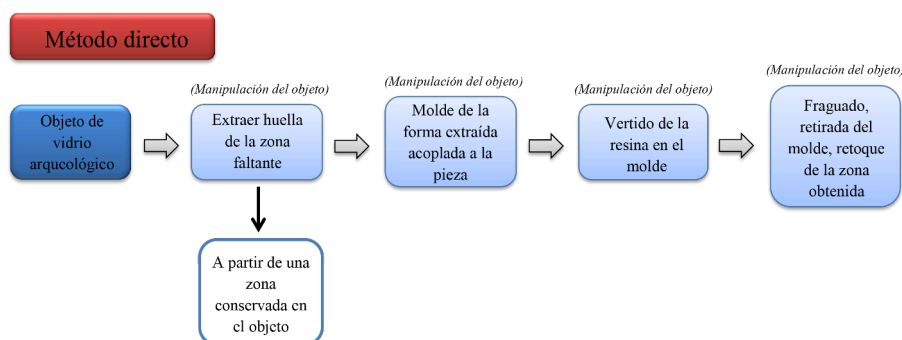 Método directo
Objeto de
vidrio
arqueológico
(Manipulación del objeto)
Extraer huella
de la zona
faltante
A partir de una
zona
conservada en
el objeto
(Manipulación del objeto)
Molde de la
forma extraída
acoplada a la
pieza
(Manipulación del objeto)
Vertido de la
resina en el
molde
(Manipulación del objeto)
Fraguado,
retirada del
molde, retoque
de la zona
obtenida